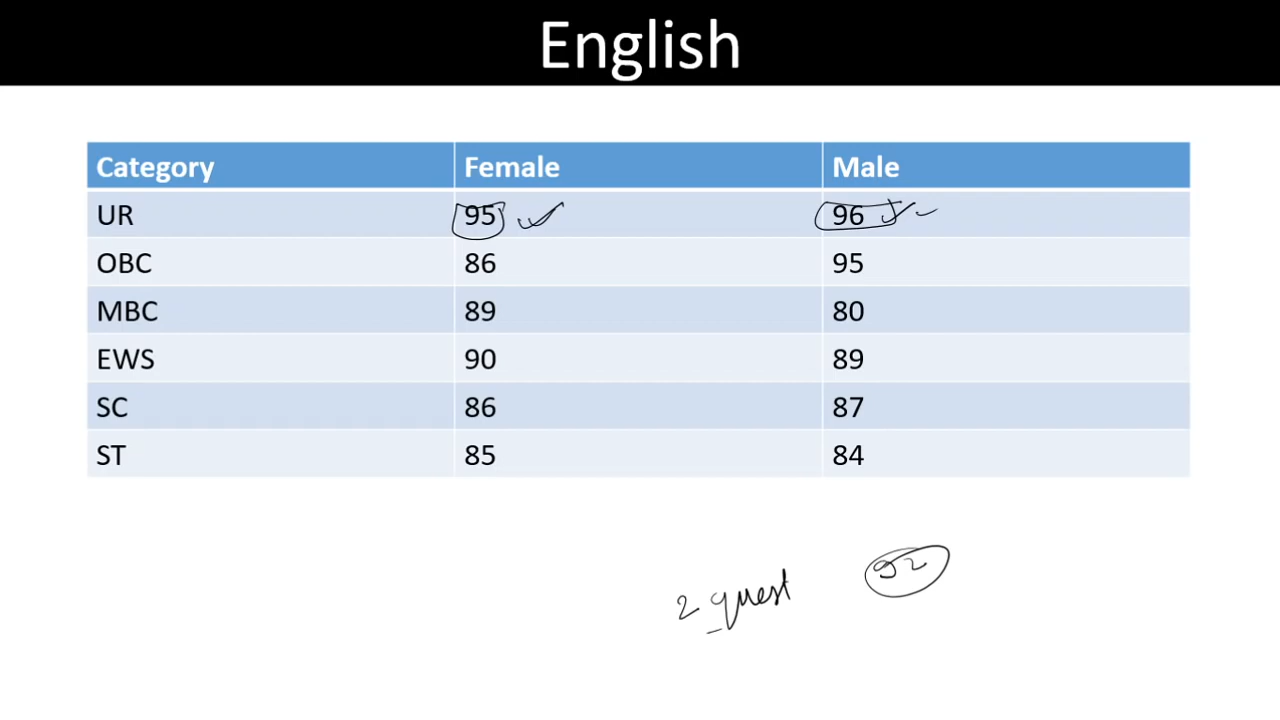 English
Category Female Male
UR 95 96
OBC 86 95
MBC 89 80
EWS 90 89
SC 86 87
ST 85 84
92
2 quest